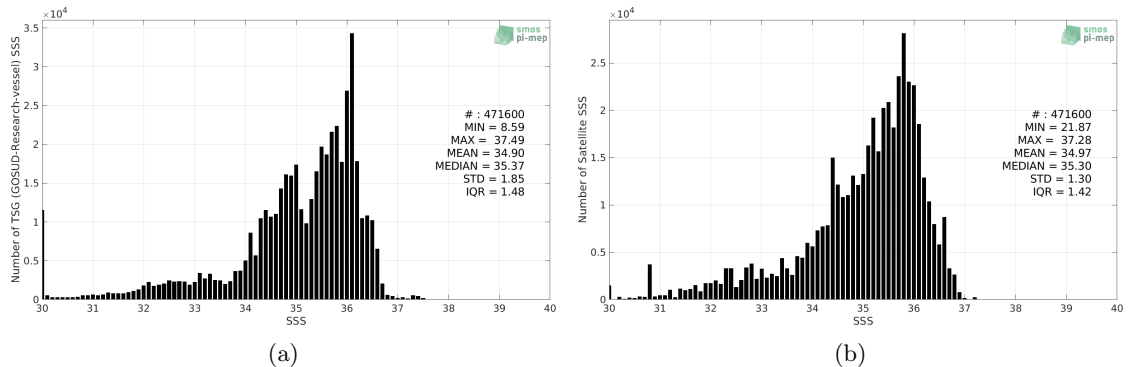 ×10^4
smos
pi-mep
Number of TSG (GOSUD-Research-vessel) SSS
3.5
3
2.5
2
1.5
1
0.5
0
# : 471600
MIN = 8.59
MAX = 37.49
MEAN = 34.90
MEDIAN = 35.37
STD = 1.85
IQR = 1.48
30 31 32 33 34 35 36 37 38 39 40
SSS
(a)
×10^4
smos
pi-mep
Number of Satellite SSS
2.5
2
1.5
1
0.5
0
# : 471600
MIN = 21.87
MAX = 37.28
MEAN = 34.97
MEDIAN = 35.30
STD = 1.30
IQR = 1.42
30 31 32 33 34 35 36 37 38 39 40
SSS
(b)